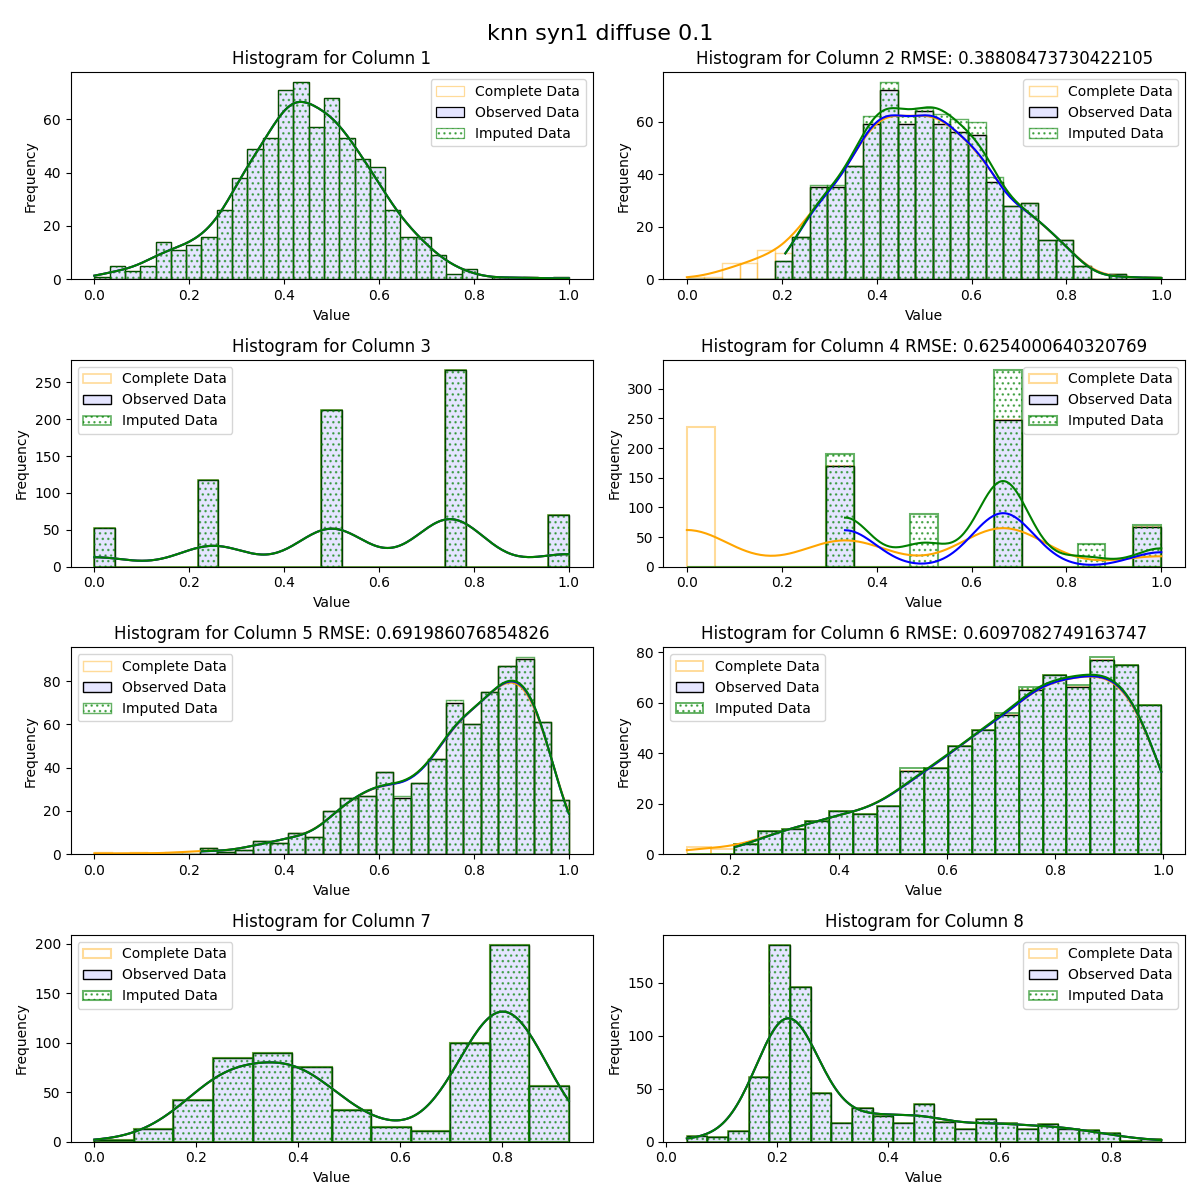 knn syn1 diffuse 0.1
Histogram for Column 1
Frequency
60
40
20
0
0.0 0.2 0.4 0.6 0.8 1.0
Value
Complete Data
Observed Data
Imputed Data
Histogram for Column 2 RMSE: 0.38808473730422105
Frequency
60
40
20
0
0.0 0.2 0.4 0.6 0.8 1.0
Value
Complete Data
Observed Data
Imputed Data
Histogram for Column 3
Frequency
250
200
150
100
50
0
0.0 0.2 0.4 0.6 0.8 1.0
Value
Complete Data
Observed Data
Imputed Data
Histogram for Column 4 RMSE: 0.6254000640320769
Frequency
300
250
200
150
100
50
0
0.0 0.2 0.4 0.6 0.8 1.0
Value
Complete Data
Observed Data
Imputed Data
Histogram for Column 5 RMSE: 0.691986076854826
Frequency
80
60
40
20
0
0.0 0.2 0.4 0.6 0.8 1.0
Value
Complete Data
Observed Data
Imputed Data
Histogram for Column 6 RMSE: 0.6097082749163747
Frequency
80
60
40
20
0
0.2 0.4 0.6 0.8 1.0
Value
Complete Data
Observed Data
Imputed Data
Histogram for Column 7
Frequency
200
150
100
50
0
0.0 0.2 0.4 0.6 0.8
Value
Complete Data
Observed Data
Imputed Data
Histogram for Column 8
Frequency
150
100
50
0
0.0 0.2 0.4 0.6 0.8
Value
Complete Data
Observed Data
Imputed Data